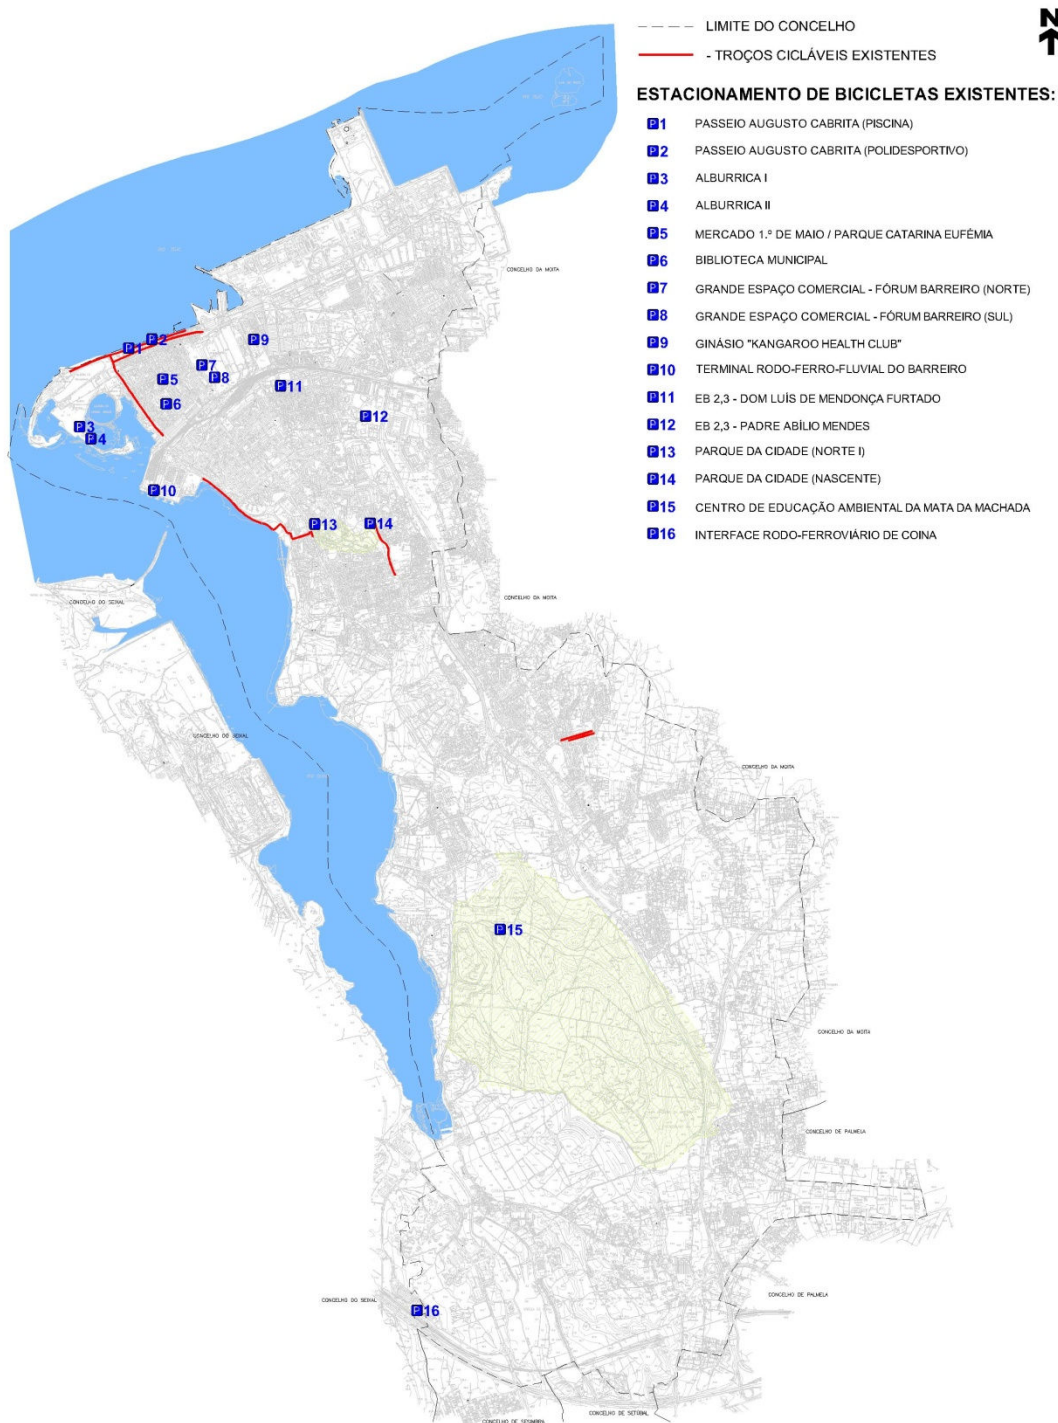 N
LIMITE DO CONCELHO
- TROÇOS CICLÁVEIS EXISTENTES
ESTACIONAMENTO DE BICICLETAS EXISTENTES:
P1 PASSEIO AUGUSTO CABRITA (PISCINA)
P2 PASSEIO AUGUSTO CABRITA (POLIDESPORTIVO)
P3 ALBURRICA I
P4 ALBURRICA II
P5 MERCADO 1.º DE MAIO / PARQUE CATARINA EUFÉMIA
P6 BIBLIOTECA MUNICIPAL
P7 GRANDE ESPAÇO COMERCIAL - FÓRUM BARREIRO (NORTE)
P8 GRANDE ESPAÇO COMERCIAL - FÓRUM BARREIRO (SUL)
P9 GINÁSIO "KANGAROO HEALTH CLUB"
P10 TERMINAL RODO-FERRO-FLUVIAL DO BARREIRO
P11 EB 2,3 - DOM LUÍS DE MENDONÇA FURTADO
P12 EB 2,3 - PADRE ABÍLIO MENDES
P13 PARQUE DA CIDADE (NORTE I)
P14 PARQUE DA CIDADE (NASCENTE)
P15 CENTRO DE EDUCAÇÃO AMBIENTAL DA MATA DA MACHADA
P16 INTERFACE RODO-FERROVIÁRIO DE COINA
CONCELHO DA MOITA
P1
P2
P9
P7
P8
P5
P11
P6
P12
P3
P4
P10
P13
P14
CONCELHO DA MOITA
CONCELHO DO SEIXAL
CONCELHO DO SEIXAL
CONCELHO DA MOITA
P15
CONCELHO DA MOITA
CONCELHO DE PALMELA
CONCELHO DO SEIXAL
CONCELHO DE PALMELA
P16
CONCELHO DE SETÚBAL
CONCELHO DE SESIMBRA